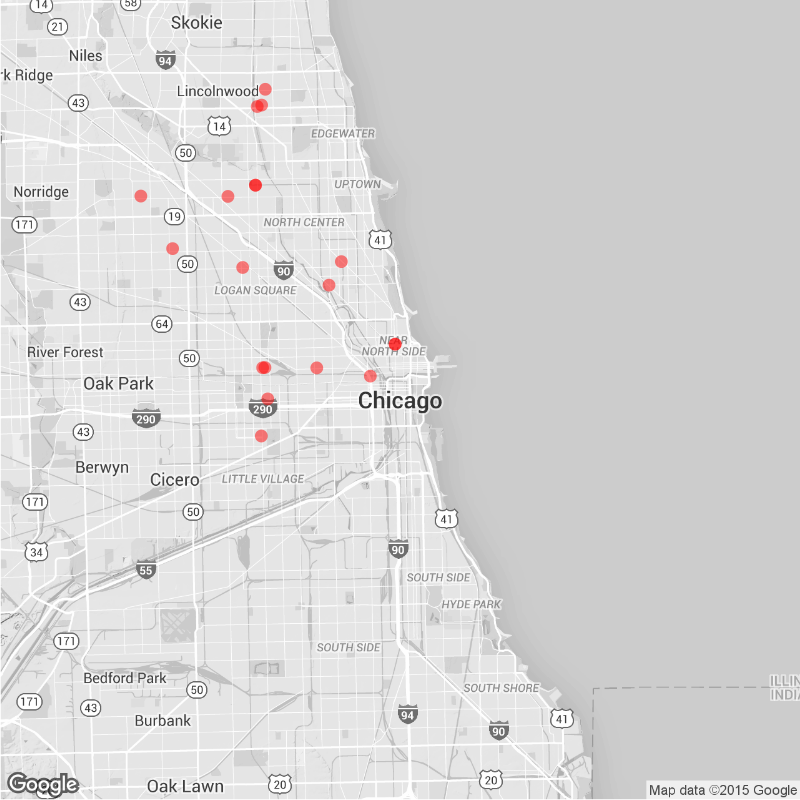 14
58
21
Skokie
Niles
94
rk Ridge
Lincolnwood
43
14
EDGEWATER
50
UPTOWN
Norridge
19
NORTH CENTER
171
41
50
90
LOGAN SQUARE
43
64
NEAR
NORTH SIDE
River Forest
50
Oak Park
Chicago
290
290
43
Berwyn
Cicero
LITTLE VILLAGE
171
50
41
34
90
55
SOUTH SIDE
HYDE PARK
171
SOUTH SIDE
Bedford Park
ILLIN
INDIA
50
SOUTH SHORE
171
43
94
41
Burbank
90
20
Oak Lawn
20
Google
Map data ©2015 Google